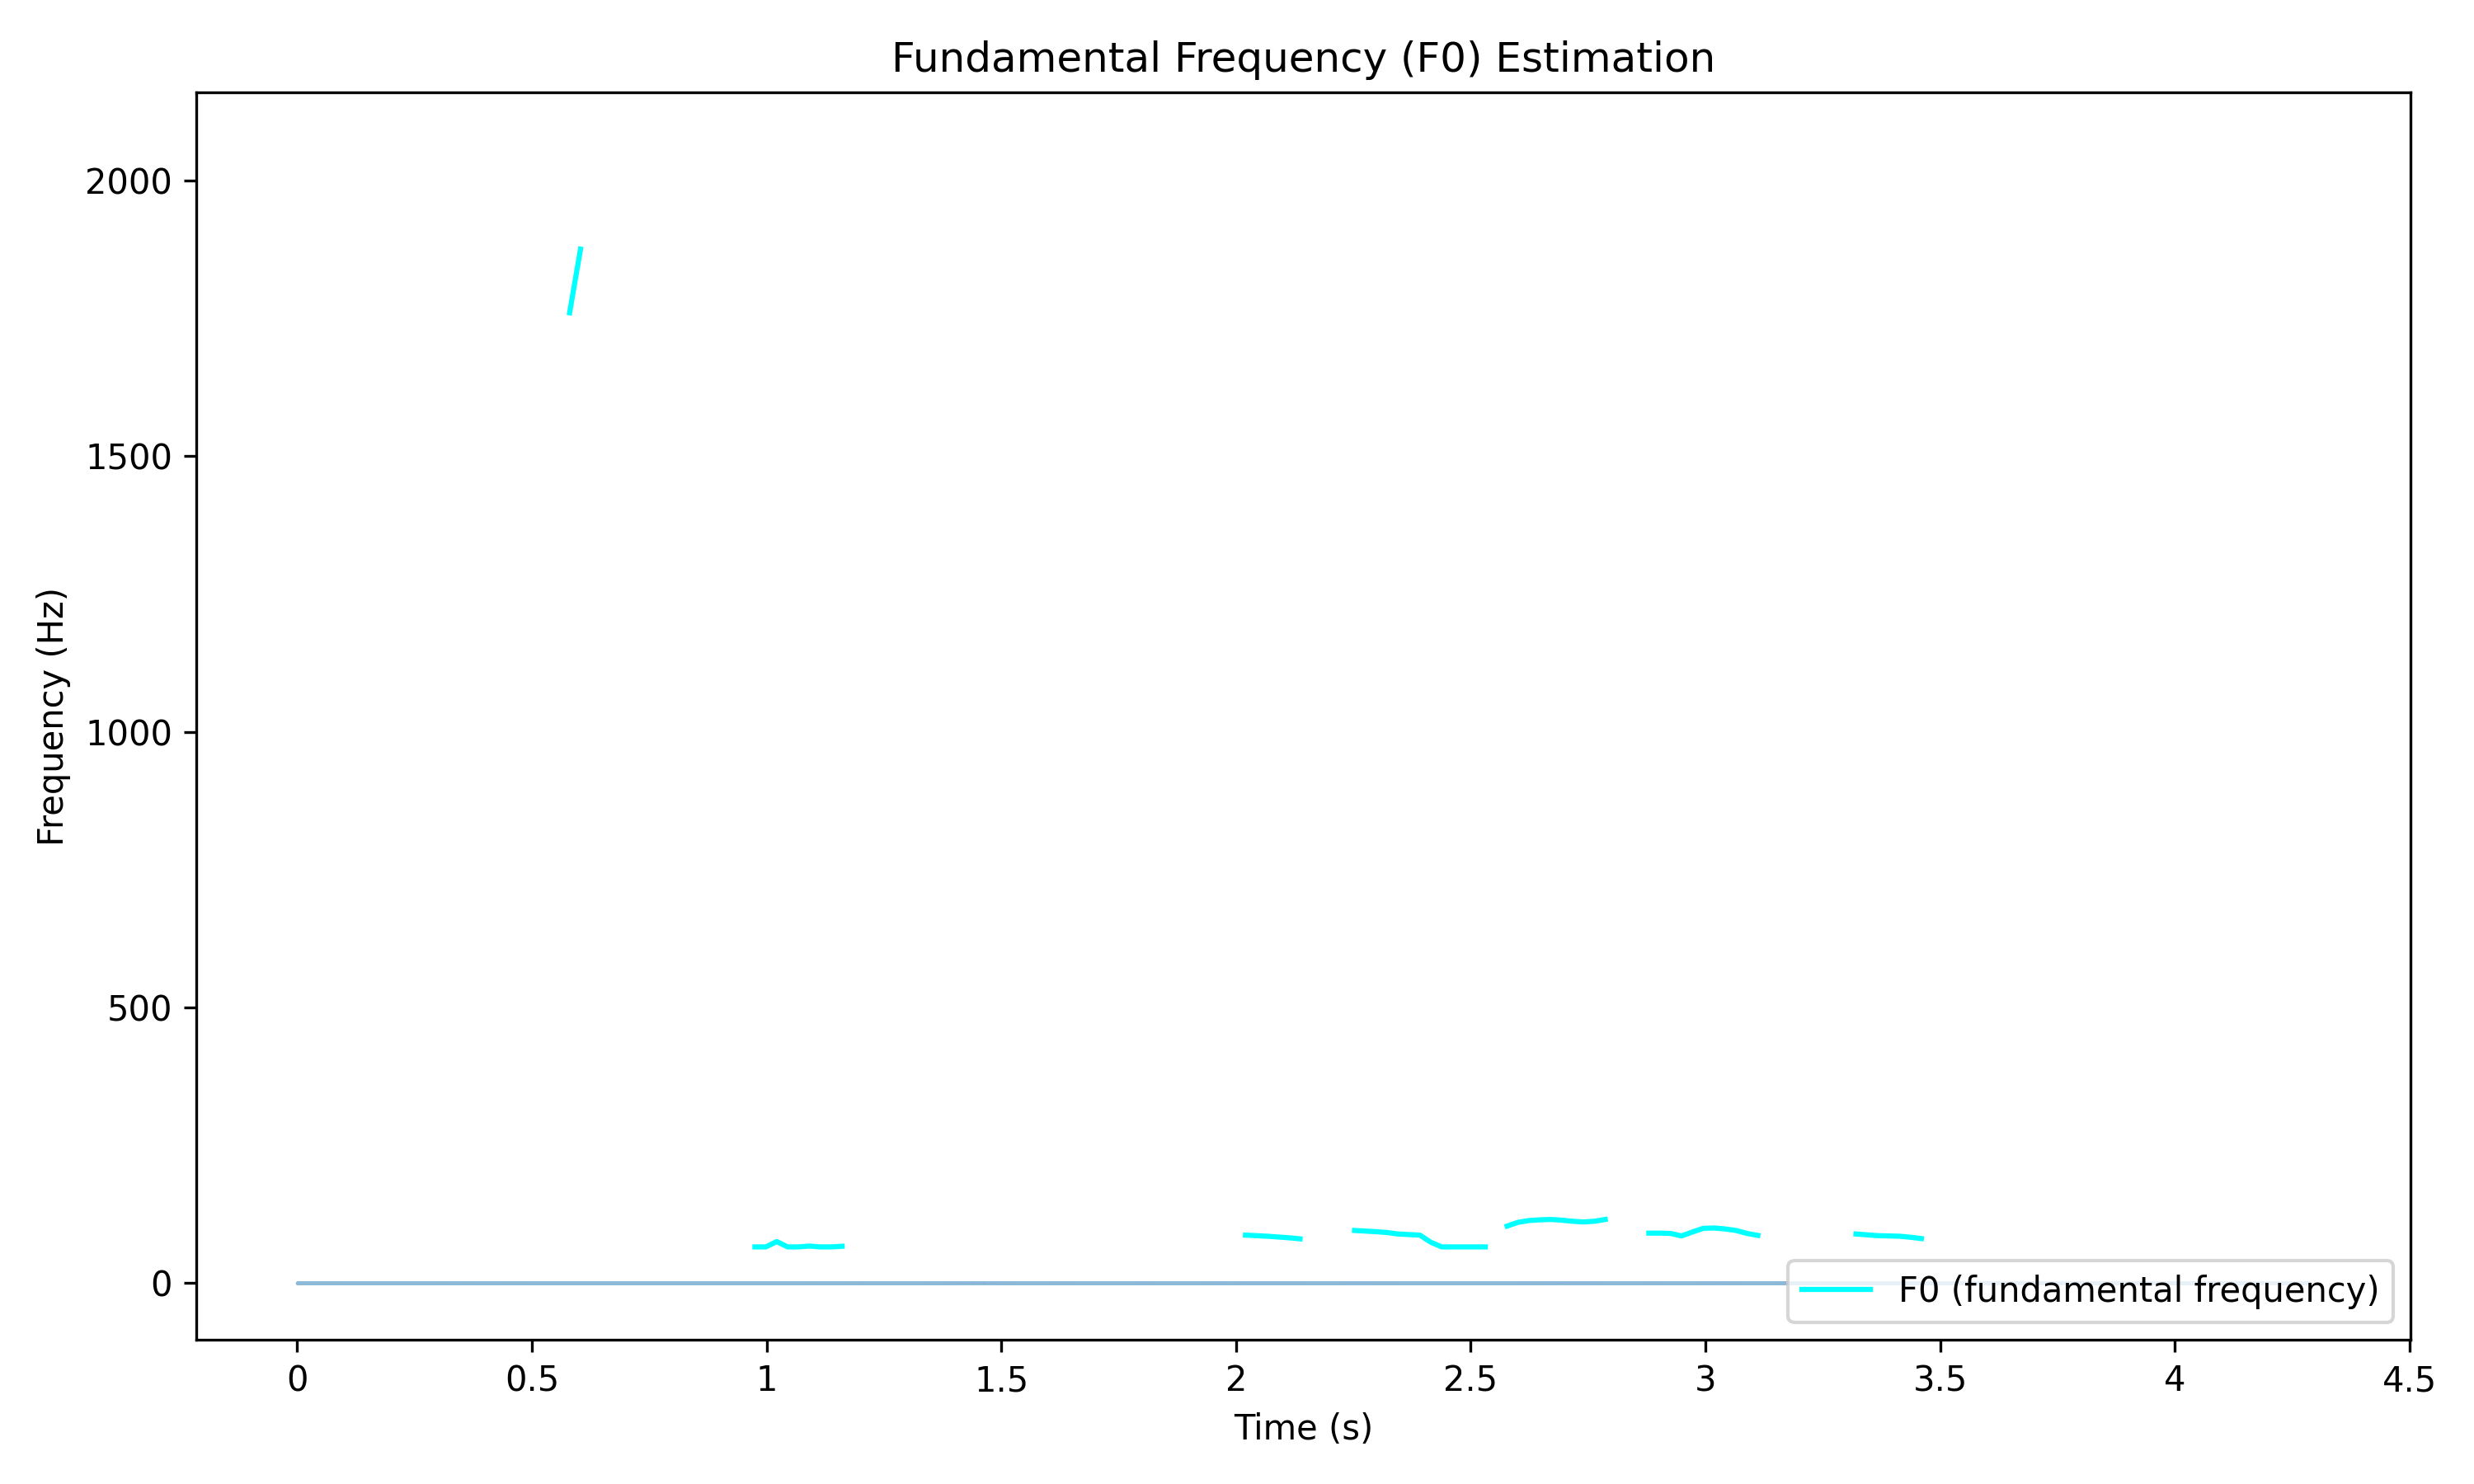 Fundamental Frequency (F0) Estimation
2000
1500
1000
500
0
Frequency (Hz)
F0 (fundamental frequency)
0 0.5 1 1.5 2 2.5 3 3.5 4 4.5
Time (s)